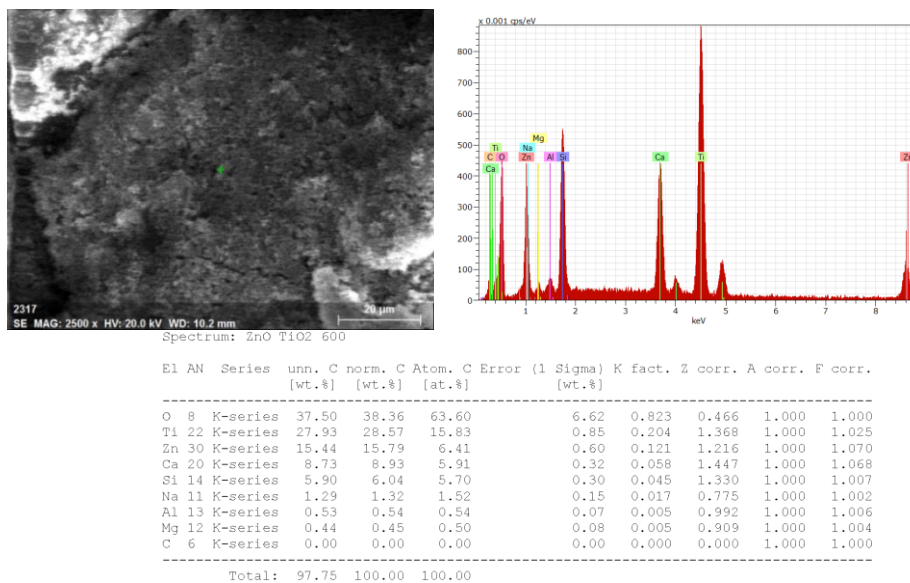 2317
SE MAG: 2500 x HV: 20.0 kV WD: 10.2 mm
20 µm
x 0.001 cps/eV
800
700
600
500
400
300
200
100
0
Mg
Ti Na
C O Zn Al Si Ca Ti Zn
Ca
1 2 3 4 5 6 7 8
keV
Spectrum: ZnO TiO2 600
El AN Series unn. C norm. C Atom. C Error (1 Sigma) K fact. Z corr. A corr. F corr.
[wt.%] [wt.%] [at.%] [wt.%]
O 8 K-series 37.50 38.36 63.60 6.62 0.823 0.466 1.000 1.000
Ti 22 K-series 27.93 28.57 15.83 0.85 0.204 1.368 1.000 1.025
Zn 30 K-series 15.44 15.79 6.41 0.60 0.121 1.216 1.000 1.070
Ca 20 K-series 8.73 8.93 5.91 0.32 0.058 1.447 1.000 1.068
Si 14 K-series 5.90 6.04 5.70 0.30 0.045 1.330 1.000 1.007
Na 11 K-series 1.29 1.32 1.52 0.15 0.017 0.775 1.000 1.002
Al 13 K-series 0.53 0.54 0.54 0.07 0.005 0.992 1.000 1.006
Mg 12 K-series 0.44 0.45 0.50 0.08 0.005 0.909 1.000 1.004
C 6 K-series 0.00 0.00 0.00 0.00 0.000 0.000 1.000 1.000
Total: 97.75 100.00 100.00